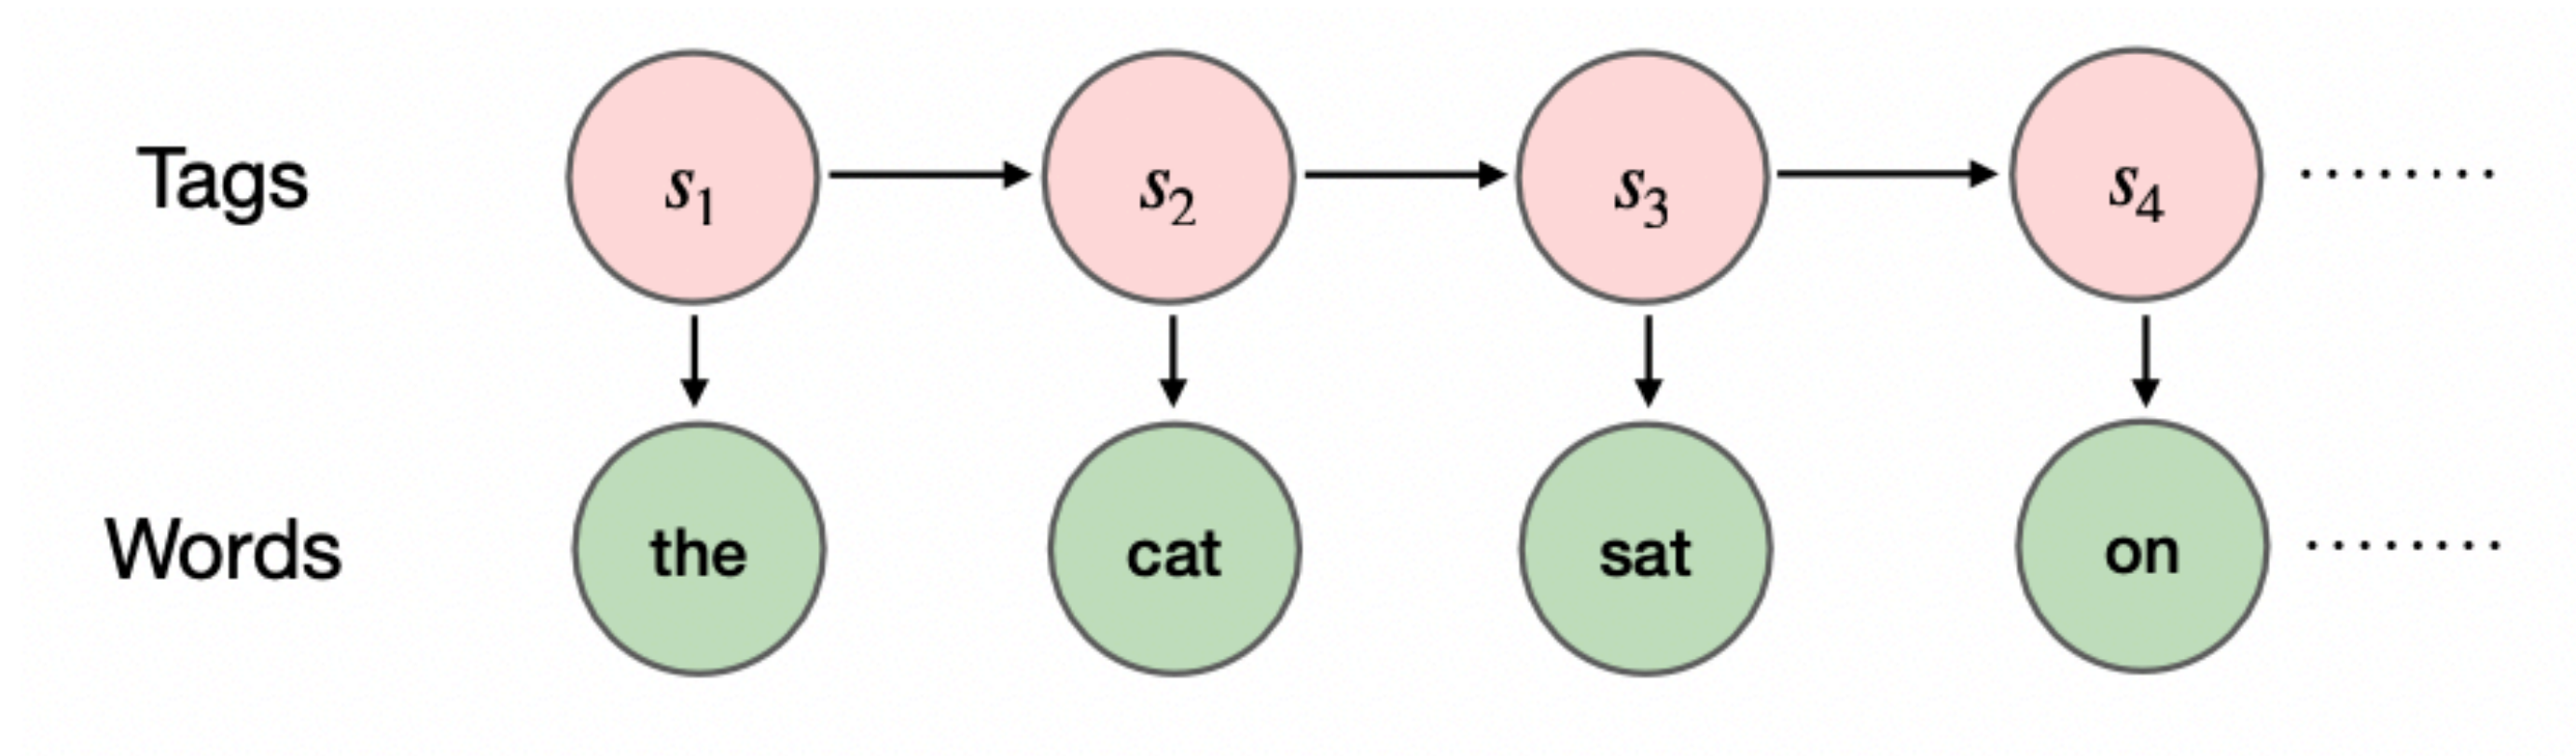 Tags s₁ s₂ s₃ s₄ ........
Words the cat sat on ........